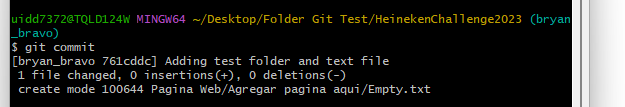 uidd7372@TQLD124W MINGW64 ~/Desktop/Folder Git Test/HeinekenChallenge2023 (bryan
_bravo)
$ git commit
[bryan_bravo 761cddc] Adding test folder and text file
 1 file changed, 0 insertions(+), 0 deletions(-)
 create mode 100644 Pagina Web/Agregar pagina aqui/Empty.txt